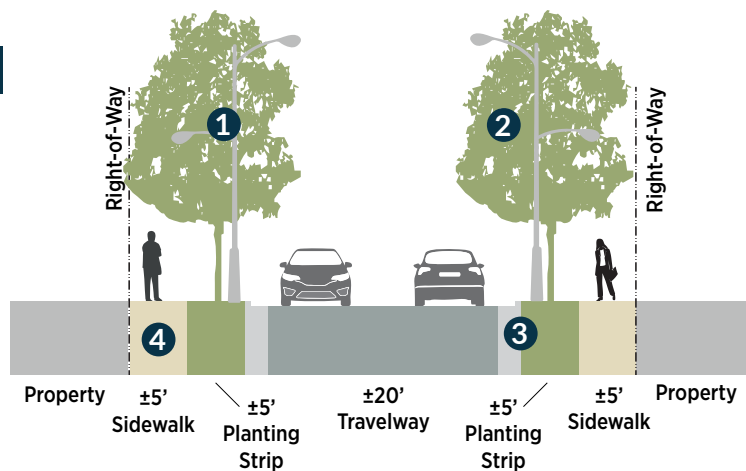 Right-of-Way
1
2
Right-of-Way
4
3
Property
±5’
Sidewalk
±5’
Planting
Strip
±20’
Travelway
±5’
Planting
Strip
±5’
Sidewalk
Property